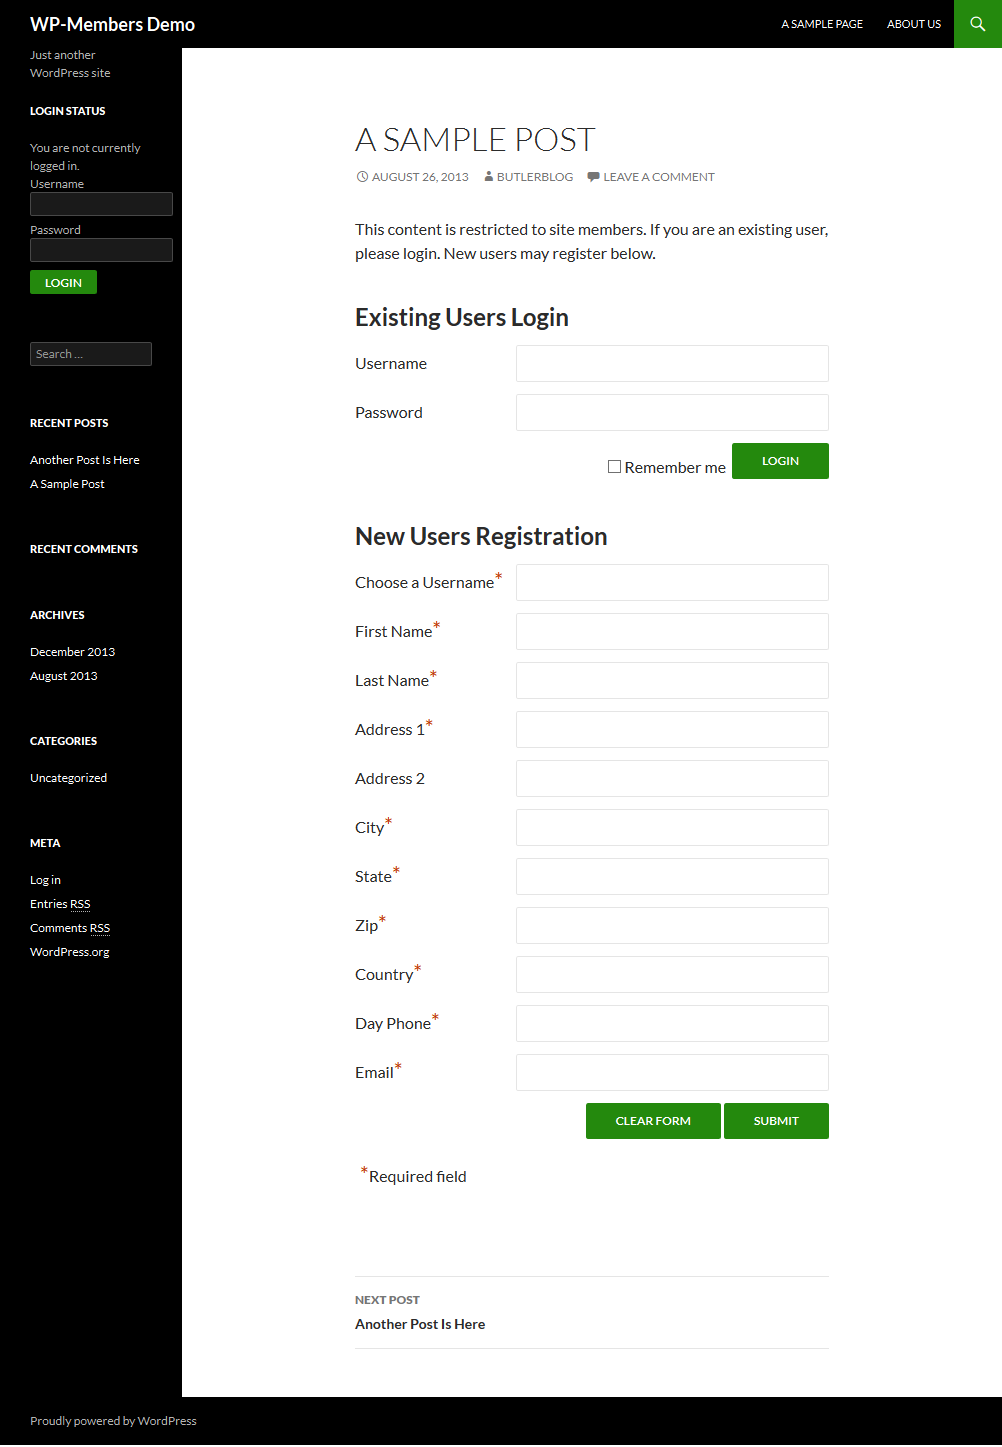 WP-Members Demo
A SAMPLE PAGE
ABOUT US
Just another
WordPress site
LOGIN STATUS
You are not currently
logged in.
Username
Password
LOGIN
Search ...
RECENT POSTS
Another Post Is Here
A Sample Post
RECENT COMMENTS
ARCHIVES
December 2013
August 2013
CATEGORIES
Uncategorized
META
Log in
Entries RSS
Comments RSS
WordPress.org
A SAMPLE POST
AUGUST 26, 2013 BUTLERBLOG LEAVE A COMMENT
This content is restricted to site members. If you are an existing user,
please login. New users may register below.
Existing Users Login
Username
Password
Remember me LOGIN
New Users Registration
Choose a Username*
First Name*
Last Name*
Address 1*
Address 2
City*
State*
Zip*
Country*
Day Phone*
Email*
CLEAR FORM SUBMIT
*Required field
NEXT POST
Another Post Is Here
Proudly powered by WordPress